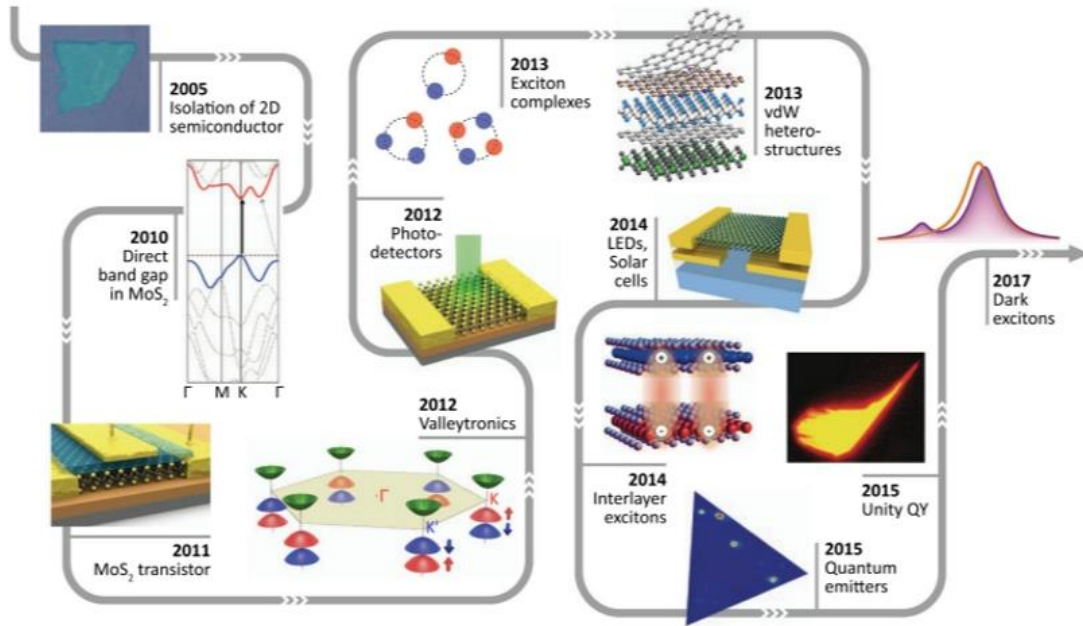 2005
Isolation of 2D
semiconductor
2010
Direct
band gap
in MoS₂
Γ M K Γ
2011
MoS₂ transistor
·Γ
K
K'
2012
Valleytronics
2012
Photo-
detectors
2013
Exciton
complexes
2013
vdW
hetero-
structures
2014
LEDs,
Solar
cells
+ +
- -
2014
Interlayer
excitons
2015
Quantum
emitters
2015
Unity QY
2017
Dark
excitons